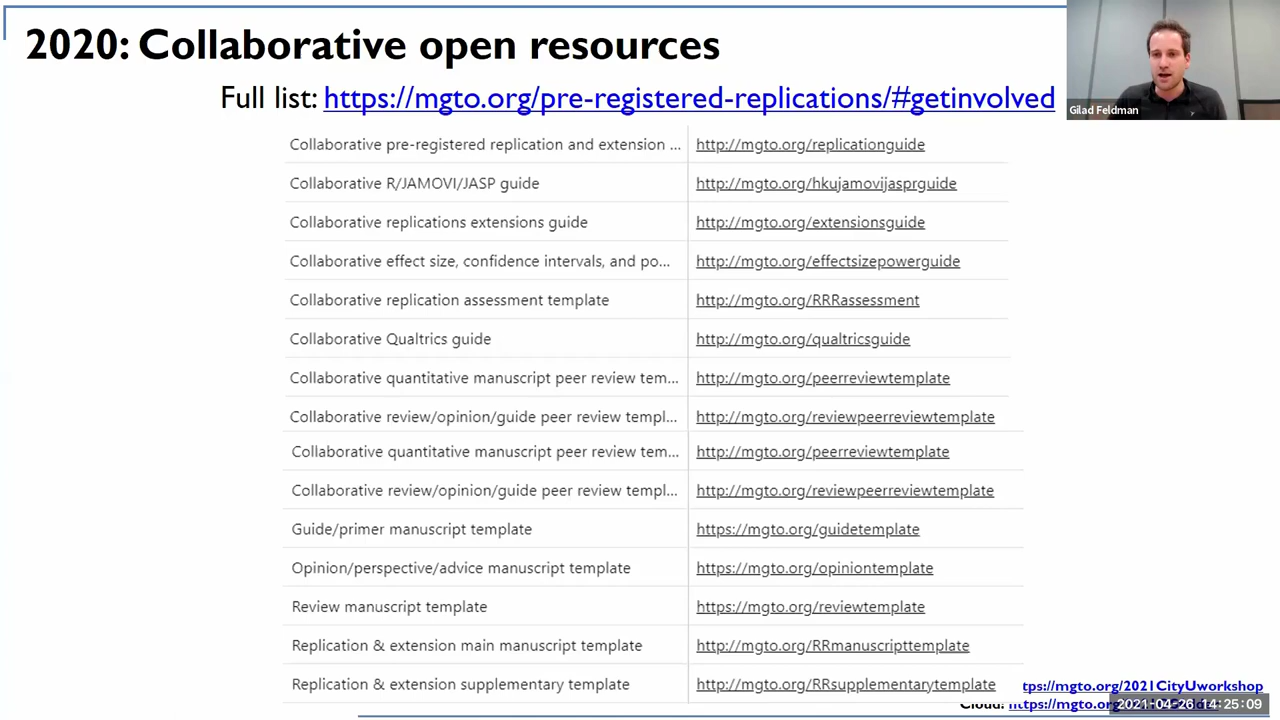 2020: Collaborative open resources
Full list: https://mgto.org/pre-registered-replications/#getinvolved
Gilad Feldman
Collaborative pre-registered replication and extension ... http://mgto.org/replicationguide
Collaborative R/JAMOVI/JASP guide http://mgto.org/hkujamovijasprguide
Collaborative replications extensions guide http://mgto.org/extensionsguide
Collaborative effect size, confidence intervals, and po... http://mgto.org/effectsizepowerguide
Collaborative replication assessment template http://mgto.org/RRRassessment
Collaborative Qualtrics guide http://mgto.org/qualtricsguide
Collaborative quantitative manuscript peer review tem... http://mgto.org/peerreviewtemplate
Collaborative review/opinion/guide peer review templ... http://mgto.org/reviewpeerreviewtemplate
Collaborative quantitative manuscript peer review tem... http://mgto.org/peerreviewtemplate
Collaborative review/opinion/guide peer review templ... http://mgto.org/reviewpeerreviewtemplate
Guide/primer manuscript template https://mgto.org/guidetemplate
Opinion/perspective/advice manuscript template https://mgto.org/opiniontemplate
Review manuscript template https://mgto.org/reviewtemplate
Replication & extension main manuscript template http://mgto.org/RRmanuscripttemplate
Replication & extension supplementary template http://mgto.org/RRsupplementarytemplate
tps://mgto.org/2021CityUworkshop
Cloud: https://mgto.org
2021-04-26 14:25:09